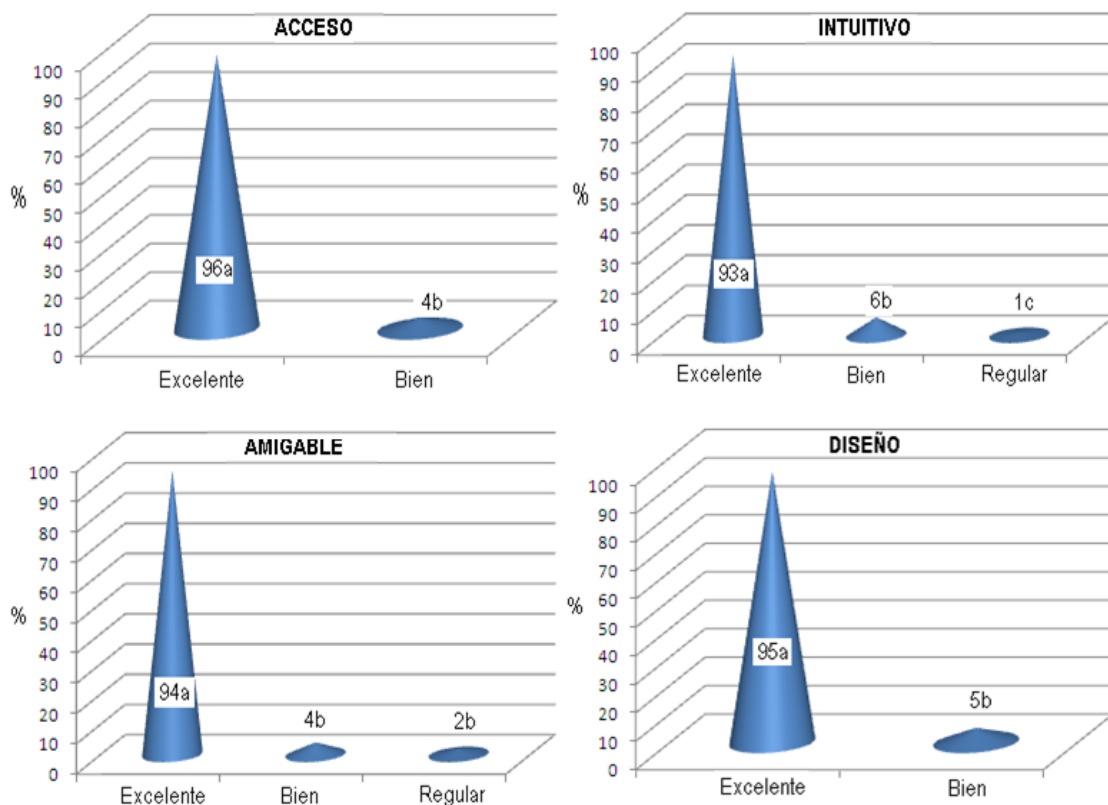 ACCESO
100
90
80
70
60
50
40
30
20
10
0
%
96a
4b
Excelente
Bien
INTUITIVO
100
90
80
70
60
50
40
30
20
10
0
%
93a
6b
1c
Excelente
Bien
Regular
AMIGABLE
100
90
80
70
60
50
40
30
20
10
0
%
94a
4b
2b
Excelente
Bien
Regular
DISEÑO
100
90
80
70
60
50
40
30
20
10
0
%
95a
5b
Excelente
Bien